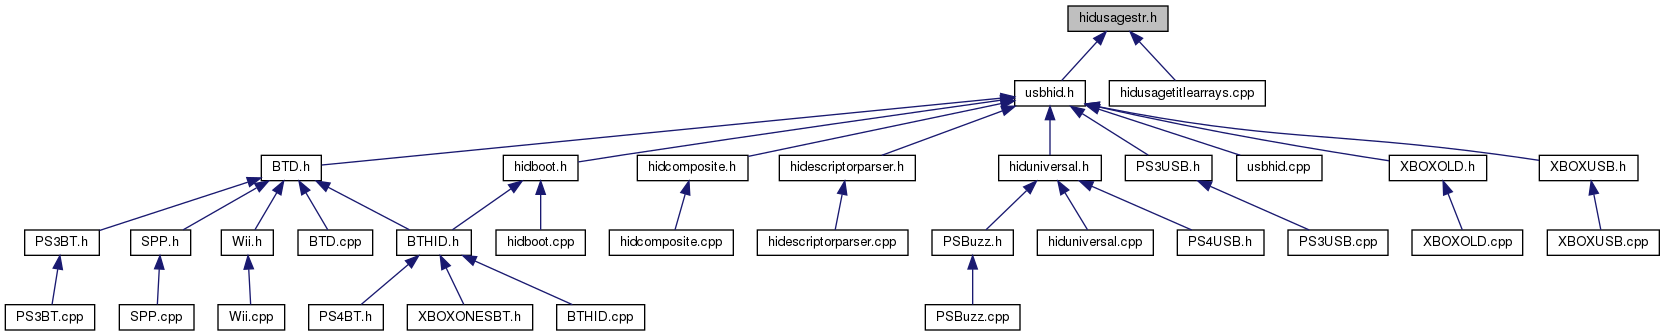 hidusagestr.h
usbhid.h
hidusagetitlearrays.cpp
BTD.h
hidboot.h
hidcomposite.h
hidescriptorparser.h
hiduniversal.h
PS3USB.h
usbhid.cpp
XBOXOLD.h
XBOXUSB.h
PS3BT.h
SPP.h
Wii.h
BTD.cpp
BTHID.h
hidboot.cpp
hidcomposite.cpp
hidescriptorparser.cpp
PSBuzz.h
hiduniversal.cpp
PS4USB.h
PS3USB.cpp
XBOXOLD.cpp
XBOXUSB.cpp
PS3BT.cpp
SPP.cpp
Wii.cpp
PS4BT.h
XBOXONESBT.h
BTHID.cpp
PSBuzz.cpp